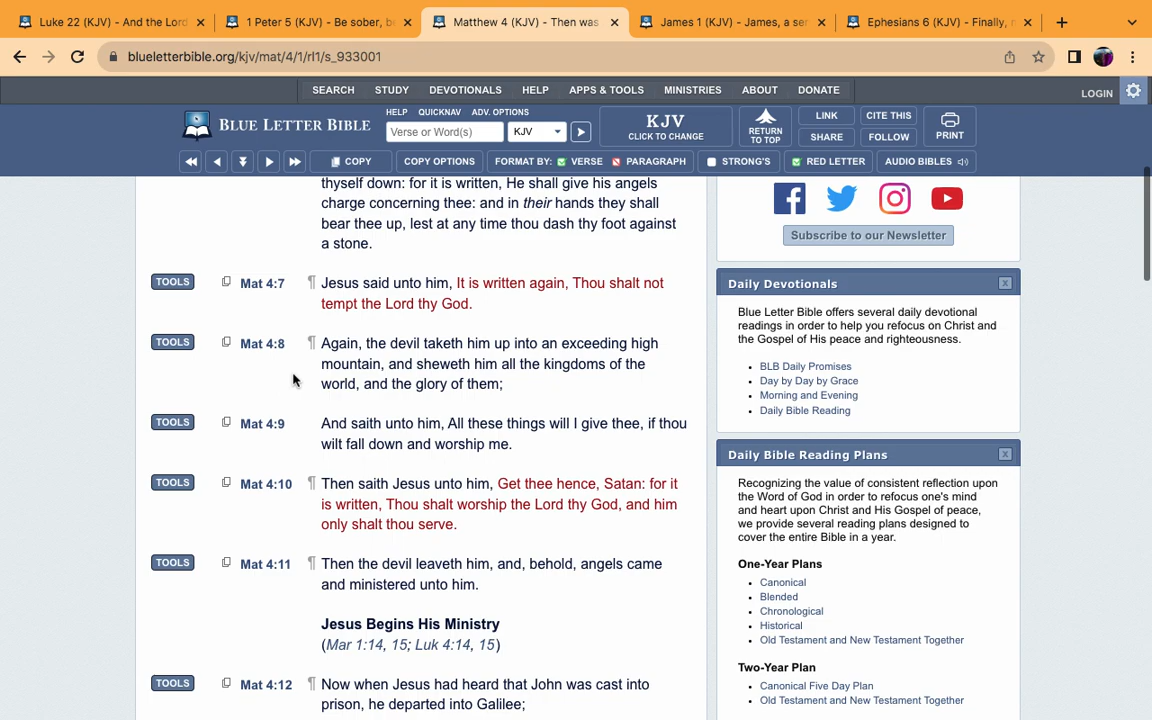 Luke 22 (KJV) - And the Lord
1 Peter 5 (KJV) - Be sober, be
Matthew 4 (KJV) - Then was
James 1 (KJV) - James, a ser
Ephesians 6 (KJV) - Finally, m
blueletterbible.org/kjv/mat/4/1/rl1/s_933001
SEARCH STUDY DEVOTIONALS HELP APPS & TOOLS MINISTRIES ABOUT DONATE LOGIN
HELP QUICKNAV ADV. OPTIONS
BLUE LETTER BIBLE
Verse or Word(s) KJV
KJV
CLICK TO CHANGE
RETURN
TO TOP
LINK CITE THIS
SHARE FOLLOW
PRINT
COPY COPY OPTIONS FORMAT BY: VERSE PARAGRAPH STRONG'S RED LETTER AUDIO BIBLES
thyself down: for it is written, He shall give his angels
charge concerning thee: and in their hands they shall
bear thee up, lest at any time thou dash thy foot against
a stone.
TOOLS Mat 4:7 ¶ Jesus said unto him, It is written again, Thou shalt not
tempt the Lord thy God.
TOOLS Mat 4:8 ¶ Again, the devil taketh him up into an exceeding high
mountain, and sheweth him all the kingdoms of the
world, and the glory of them;
TOOLS Mat 4:9 And saith unto him, All these things will I give thee, if thou
wilt fall down and worship me.
TOOLS Mat 4:10 ¶ Then saith Jesus unto him, Get thee hence, Satan: for it
is written, Thou shalt worship the Lord thy God, and him
only shalt thou serve.
TOOLS Mat 4:11 ¶ Then the devil leaveth him, and, behold, angels came
and ministered unto him.
Jesus Begins His Ministry
(Mar 1:14, 15; Luk 4:14, 15)
TOOLS Mat 4:12 ¶ Now when Jesus had heard that John was cast into
prison, he departed into Galilee;
Subscribe to our Newsletter
Daily Devotionals x
Blue Letter Bible offers several daily devotional
readings in order to help you refocus on Christ and
the Gospel of His peace and righteousness.
• BLB Daily Promises
• Day by Day by Grace
• Morning and Evening
• Daily Bible Reading
Daily Bible Reading Plans x
Recognizing the value of consistent reflection upon
the Word of God in order to refocus one's mind
and heart upon Christ and His Gospel of peace,
we provide several reading plans designed to
cover the entire Bible in a year.
One-Year Plans
• Canonical
• Blended
• Chronological
• Historical
• Old Testament and New Testament Together
Two-Year Plan
• Canonical Five Day Plan
• Old Testament and New Testament Together